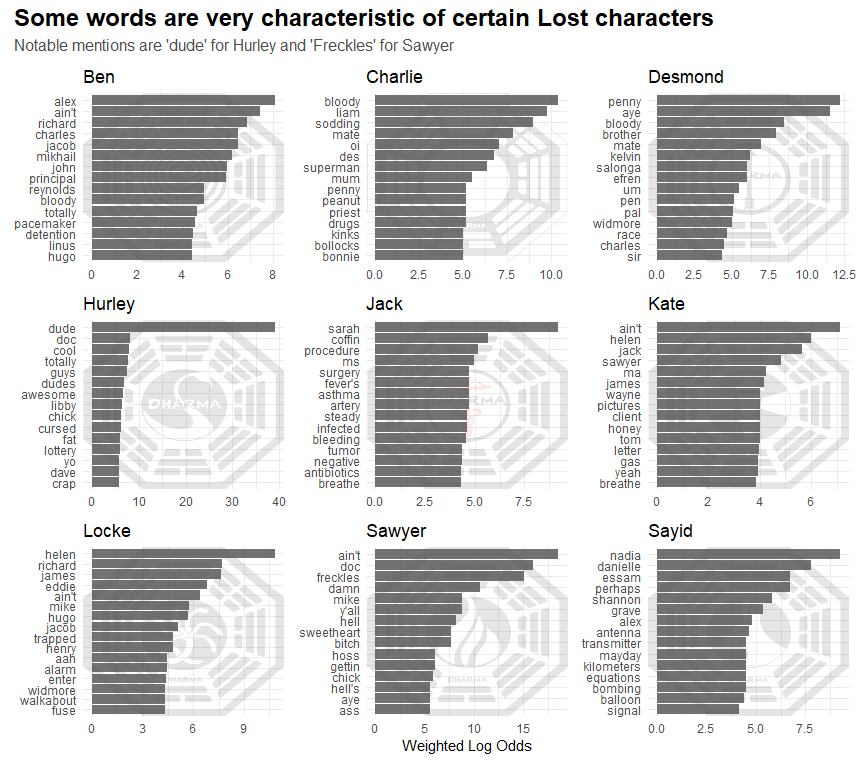 Some words are very characteristic of certain Lost characters
Notable mentions are 'dude' for Hurley and 'Freckles' for Sawyer
Ben
alex
ain't
richard
charles
jacob
mikhail
john
principal
reynolds
bloody
totally
pacemaker
detention
linus
hugo
0 2 4 6 8
Charlie
bloody
liam
sodding
mate
oi
des
superman
mum
penny
peanut
priest
drugs
kinks
bollocks
bonnie
DHARMA
0.0 2.5 5.0 7.5 10.0
Desmond
penny
aye
bloody
brother
mate
kelvin
salonga
efren
um
pen
pal
widmore
race
charles
sir
DHARMA
0.0 2.5 5.0 7.5 10.0 12.5
Hurley
dude
doc
cool
totally
guys
dudes
awesome
libby
chick
cursed
fat
lottery
yo
dave
crap
DHARMA
0 10 20 30 40
Jack
sarah
coffin
procedure
ms
surgery
fever's
asthma
artery
steady
infected
bleeding
tumor
negative
antibiotics
breathe
DHARMA
0.0 2.5 5.0 7.5
Kate
ain't
helen
jack
sawyer
ma
james
wayne
pictures
client
honey
tom
letter
gas
yeah
breathe
0 2 4 6
Locke
helen
richard
james
eddie
ain't
mike
hugo
jacob
trapped
henry
aah
alarm
enter
widmore
walkabout
fuse
DHARMA
0 3 6 9
Sawyer
ain't
doc
freckles
damn
mike
y'all
hell
sweetheart
bitch
hoss
gettin
chick
hell's
aye
ass
DHARMA
0 5 10 15
Sayid
nadia
danielle
essam
perhaps
shannon
grave
alex
antenna
transmitter
mayday
kilometers
equations
bombing
balloon
signal
DHARMA
0.0 2.5 5.0 7.5
Weighted Log Odds